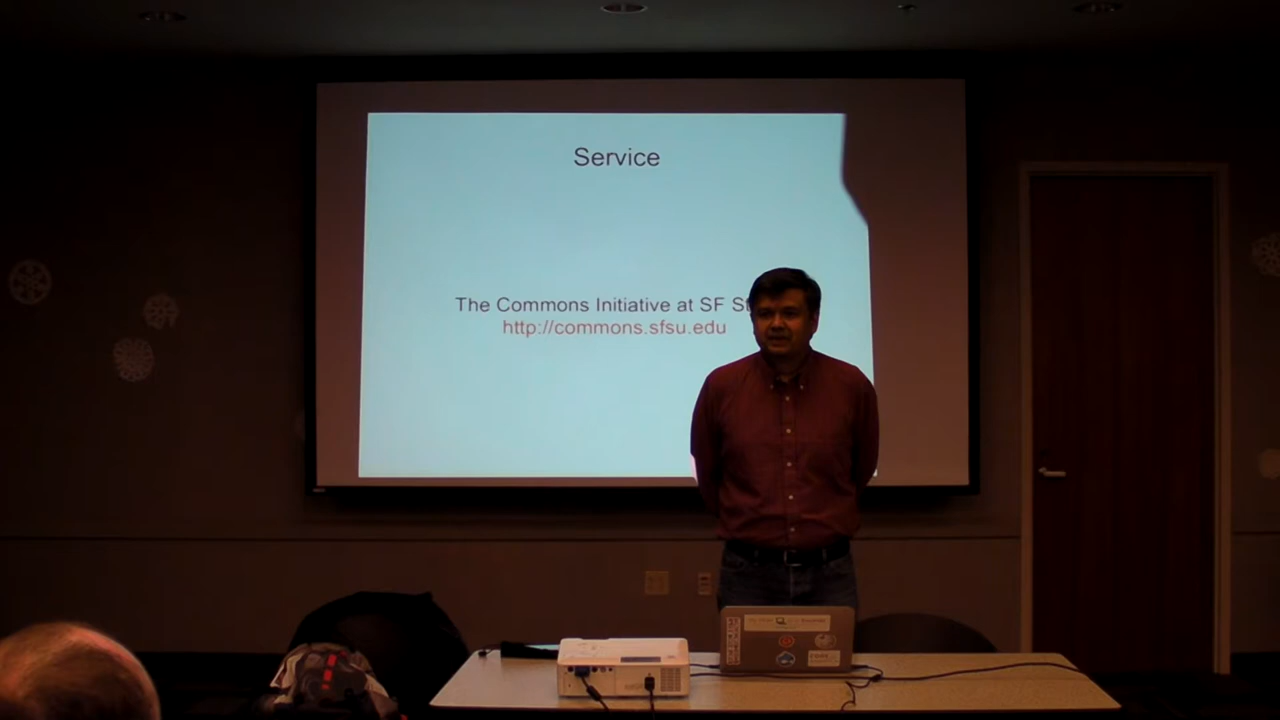 Service
The Commons Initiative at SF
http://commons.sfsu.edu